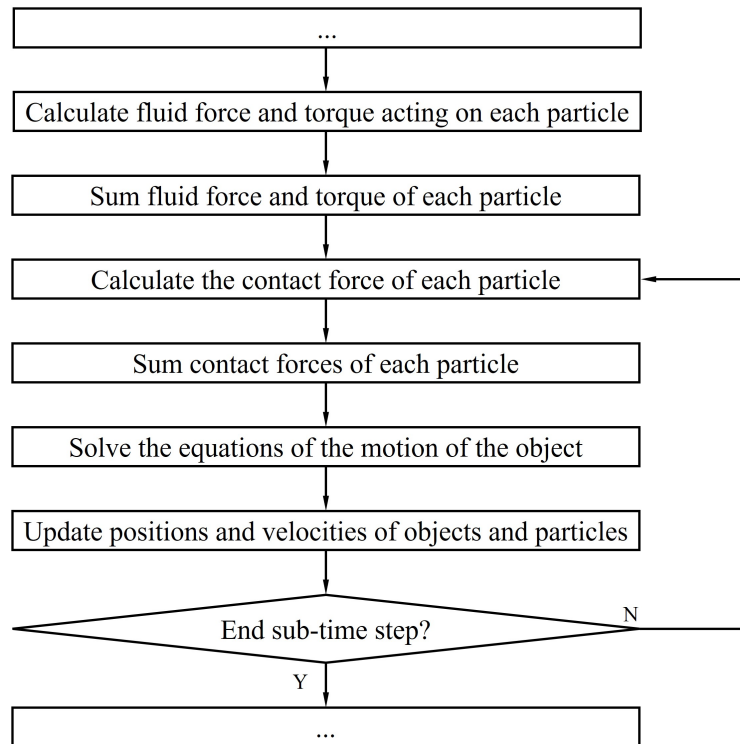 ...
Calculate fluid force and torque acting on each particle
Sum fluid force and torque of each particle
Calculate the contact force of each particle
Sum contact forces of each particle
Solve the equations of the motion of the object
Update positions and velocities of objects and particles
End sub-time step?
N
Y
...